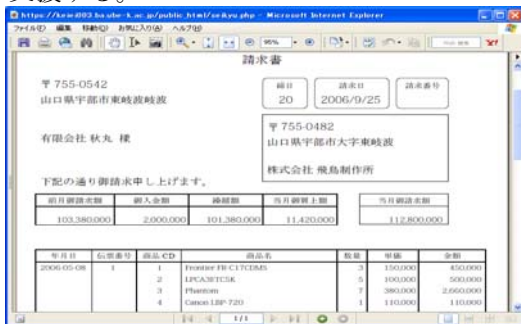 https://kein003.ba.ube-k.ac.jp/public_html/seikyu.php - Microsoft Internet Explorer
ファイル(F) 編集 移動(O) お気に入り(A) ヘルプ(H)
95%
請求書
〒755-0542
山口県宇部市東岐波岐波
締日
20
請求日
2006/9/25
請求番号
有限会社 秋丸 様
〒755-0482
山口県宇部市大字東岐波
株式会社 飛鳥制作所
下記の通り御請求申し上げます。
前月御請求額 御入金額 繰越額 当月御買上額 当月御請求額
103,380,000 2,000,000 101,380,000 11,420,000 112,800,000
年月日 伝票番号 商品CD 商品名 数量 単価 金額
2006-05-08 1 1 Frontier FR-C17CDMS 3 150,000 450,000
2 LPCA3ETC5K 5 100,000 500,000
3 Phantom 7 380,000 2,660,000
4 Canon LBP-720 1 110,000 110,000
1/1